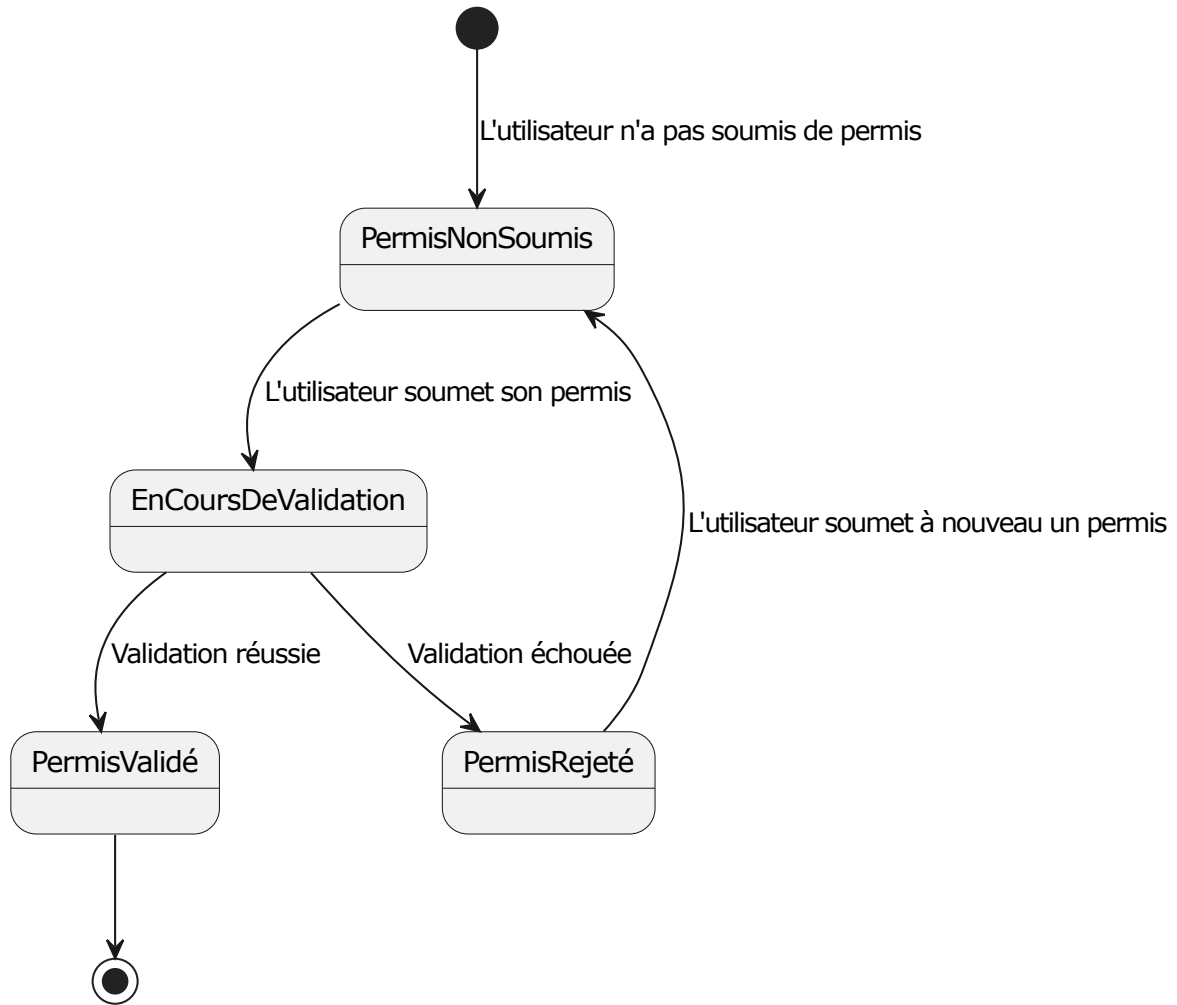 L'utilisateur n'a pas soumis de permis
PermisNonSoumis
L'utilisateur soumet son permis
EnCoursDeValidation
L'utilisateur soumet à nouveau un permis
Validation réussie
Validation échouée
PermisValidé
PermisRejeté